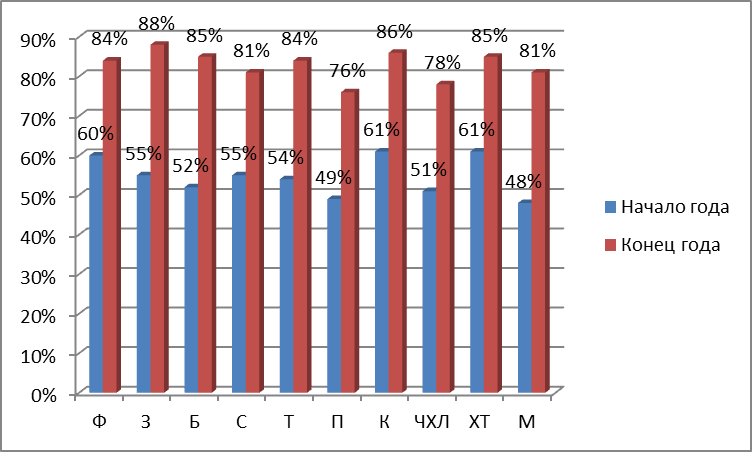 88%
84% 85% 81% 84% 76% 86% 78% 85% 81%
60% 55% 52% 55% 54% 49% 61% 51% 61% 48%
90%
80%
70%
60%
50%
40%
30%
20%
10%
0%
Ф З Б С Т П К ЧХЛ ХТ М
Начало года
Конец года